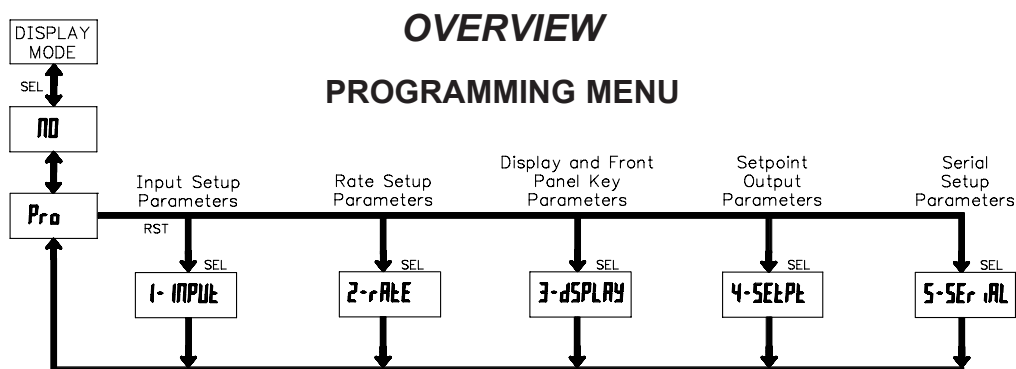 OVERVIEW
PROGRAMMING MENU
DISPLAY
MODE
SEL
NO
Pro
Input Setup
Parameters
Rate Setup
Parameters
Display and Front
Panel Key
Parameters
Setpoint
Output
Parameters
Serial
Setup
Parameters
RST
SEL
SEL
SEL
SEL
SEL
1-INPUt
2-rAtE
3-dSPLAY
4-SEtPt
5-SEriAL